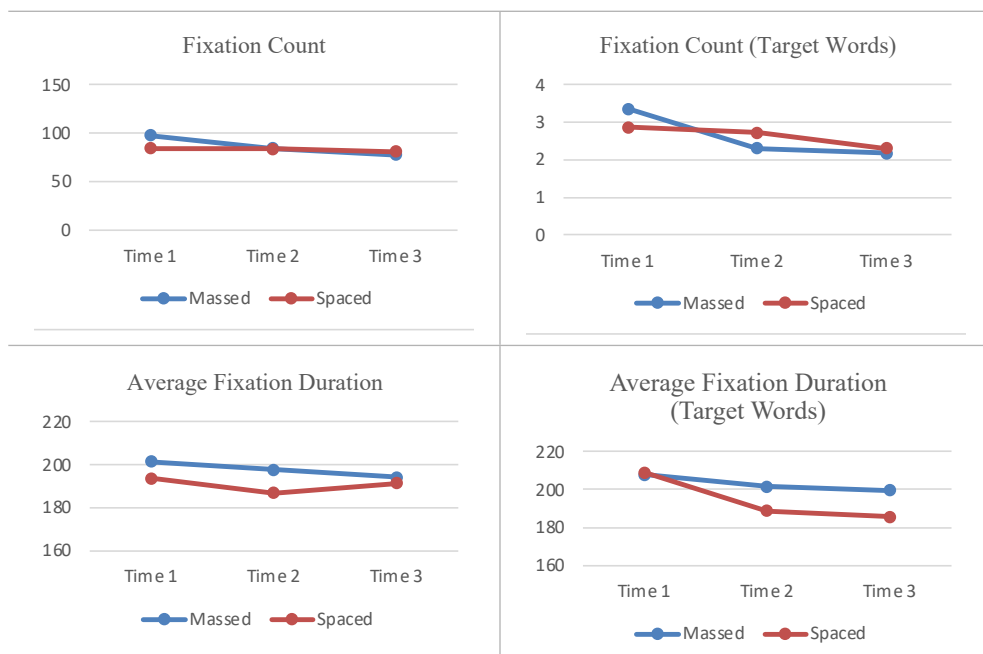 Fixation Count
150
100
50
0
Time 1 Time 2 Time 3
Massed Spaced
Fixation Count (Target Words)
4
3
2
1
0
Time 1 Time 2 Time 3
Massed Spaced
Average Fixation Duration
220
200
180
160
Time 1 Time 2 Time 3
Massed Spaced
Average Fixation Duration
(Target Words)
220
200
180
160
Time 1 Time 2 Time 3
Massed Spaced